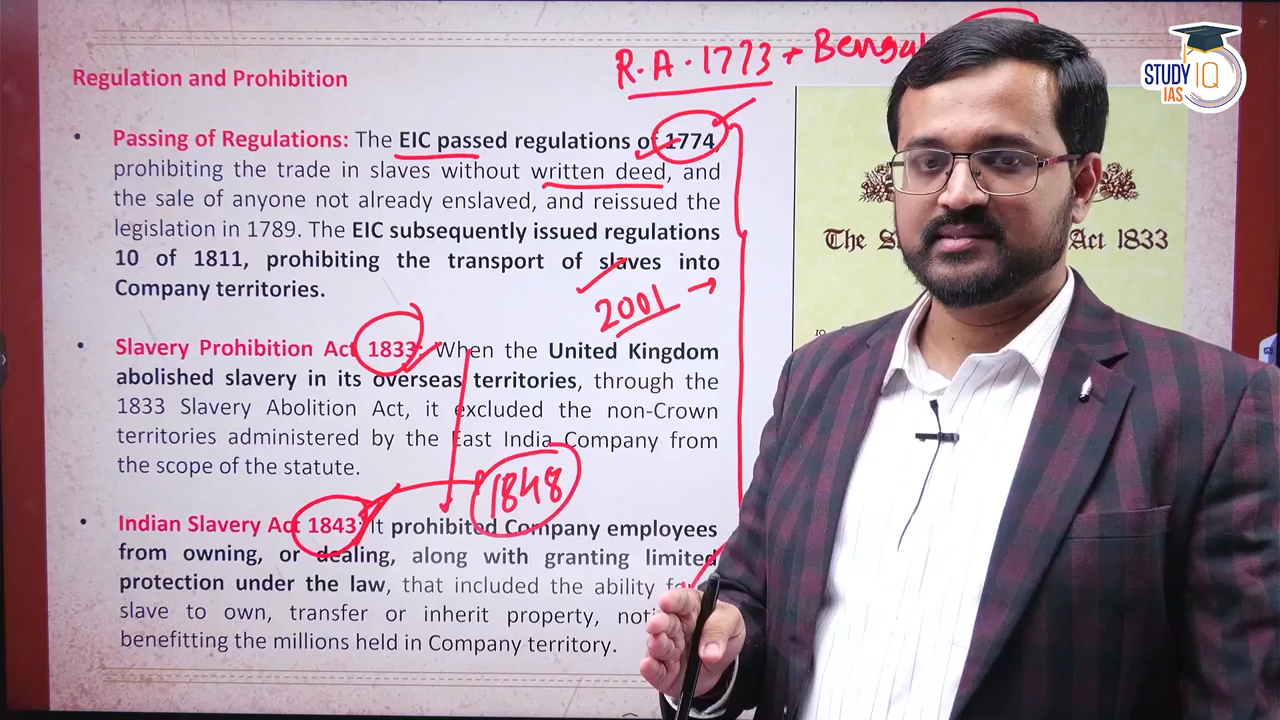 R.A. 1773 + Bengal
STUDY IQ
IAS
Regulation and Prohibition
• Passing of Regulations: The EIC passed regulations of 1774,
prohibiting the trade in slaves without written deed, and
the sale of anyone not already enslaved, and reissued the
legislation in 1789. The EIC subsequently issued regulations
10 of 1811, prohibiting the transport of slaves into
Company territories.
2001 →
The S Act 1833
• Slavery Prohibition Act 1833: When the United Kingdom
abolished slavery in its overseas territories, through the
1833 Slavery Abolition Act, it excluded the non-Crown
territories administered by the East India Company from
the scope of the statute.
1848
• Indian Slavery Act 1843: It prohibited Company employees
from owning, or dealing, along with granting limited
protection under the law, that included the ability
slave to own, transfer or inherit property,
benefitting the millions held in Company territory.